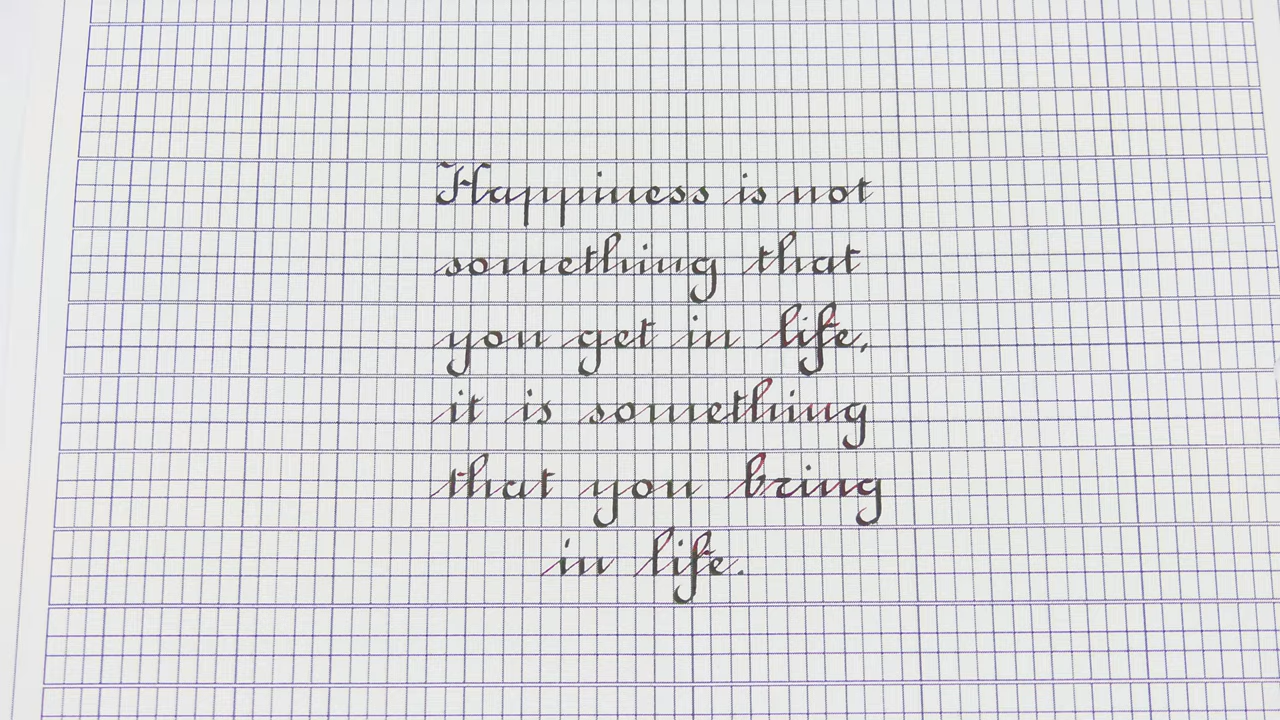 Happiness is not
something that
you get in life,
it is something
that you bring
in life.